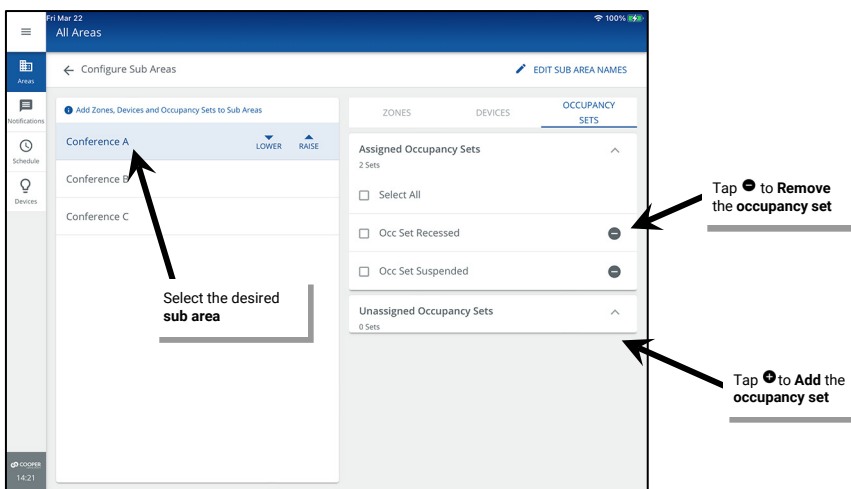 Fri Mar 22
100%
All Areas
Areas
Configure Sub Areas
EDIT SUB AREA NAMES
Notifications
Schedule
Devices
Add Zones, Devices and Occupancy Sets to Sub Areas
Conference A
LOWER
RAISE
Conference B
Conference C
ZONES
DEVICES
OCCUPANCY
SETS
Assigned Occupancy Sets
2 Sets
Select All
Occ Set Recessed
Occ Set Suspended
Unassigned Occupancy Sets
0 Sets
Select the desired
sub area
Tap to Remove
the occupancy set
Tap to Add the
occupancy set
COOPER
14:21